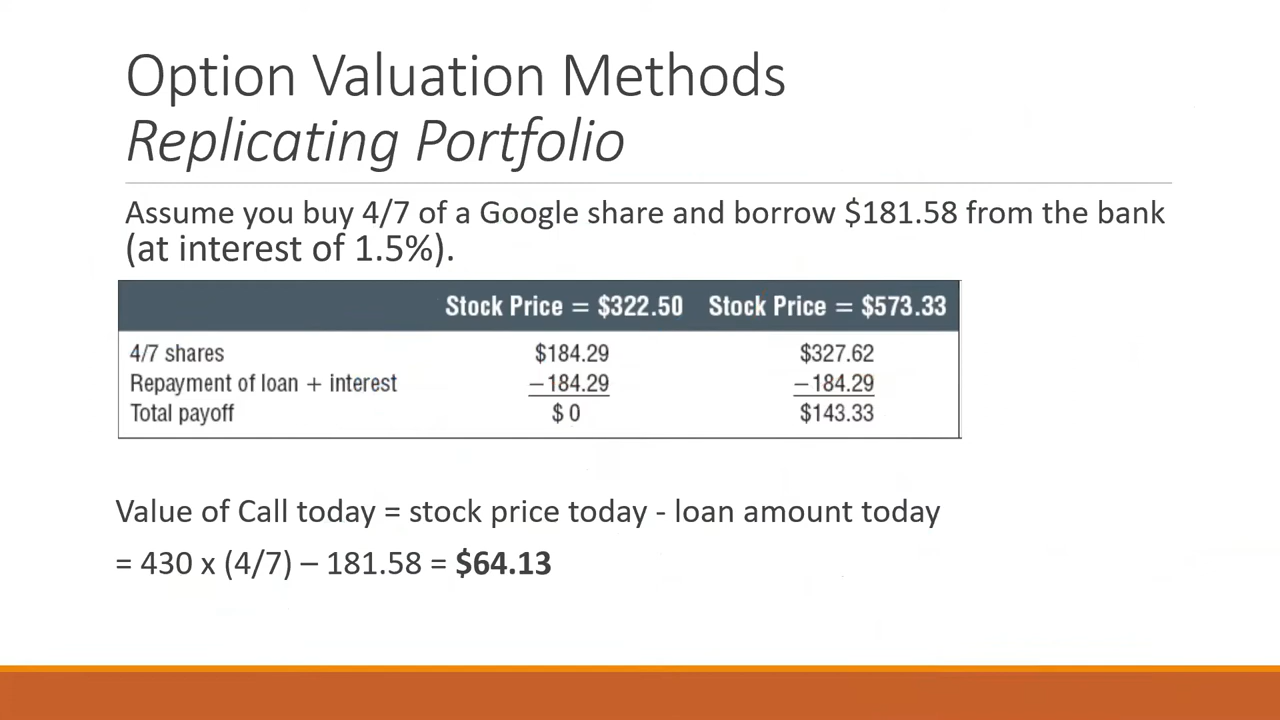 Option Valuation Methods
Replicating Portfolio
Assume you buy 4/7 of a Google share and borrow $181.58 from the bank
(at interest of 1.5%).
Stock Price = $322.50 Stock Price = $573.33
4/7 shares $184.29 $327.62
Repayment of loan + interest −184.29 −184.29
Total payoff $ 0 $143.33
Value of Call today = stock price today - loan amount today
= 430 x (4/7) – 181.58 = $64.13